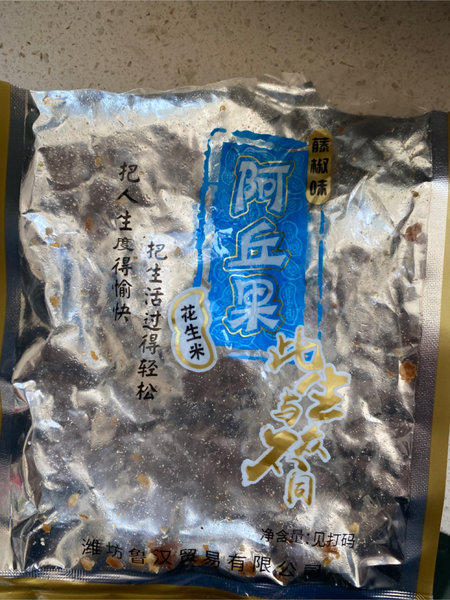 藤椒味
阿丘果
花生米
此生与众不同
把人生度得愉快
把生活过得轻松
净含量:见打码
潍坊鲁汉贸易有限公司